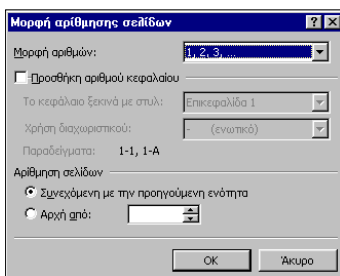 Μορφή αρίθμησης σελίδων
Μορφή αριθμών: 1, 2, 3, ...
Προσθήκη αριθμού κεφαλαίου
Το κεφάλαιο ξεκινά με στυλ: Επικεφαλίδα 1
Χρήση διαχωριστικού: - (ενωτικό)
Παραδείγματα: 1-1, 1-A
Αρίθμηση σελίδων
Συνεχόμενη με την προηγούμενη ενότητα
Αρχή από:
OK Άκυρο